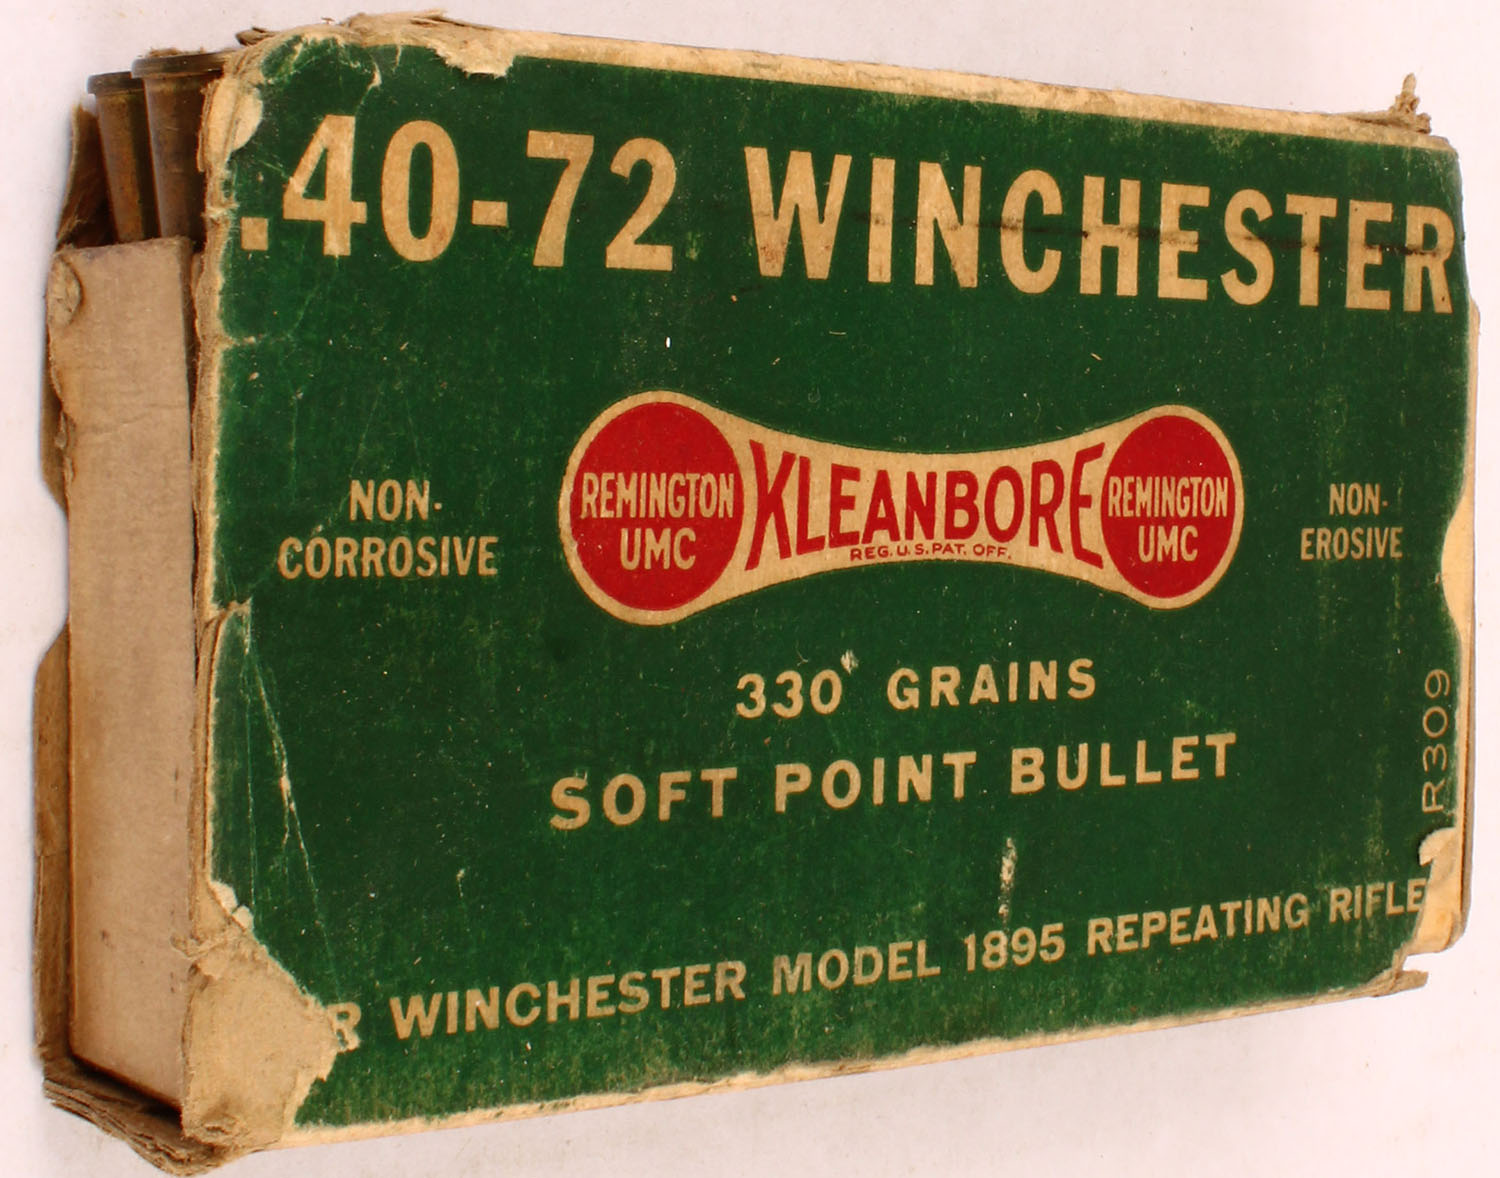 .40-72 WINCHESTER
NON-
CORROSIVE
REMINGTON
UMC
KLEANBORE
REG. U.S. PAT. OFF.
REMINGTON
UMC
NON-
EROSIVE
330 GRAINS
SOFT POINT BULLET
R309
R WINCHESTER MODEL 1895 REPEATING RIFLE